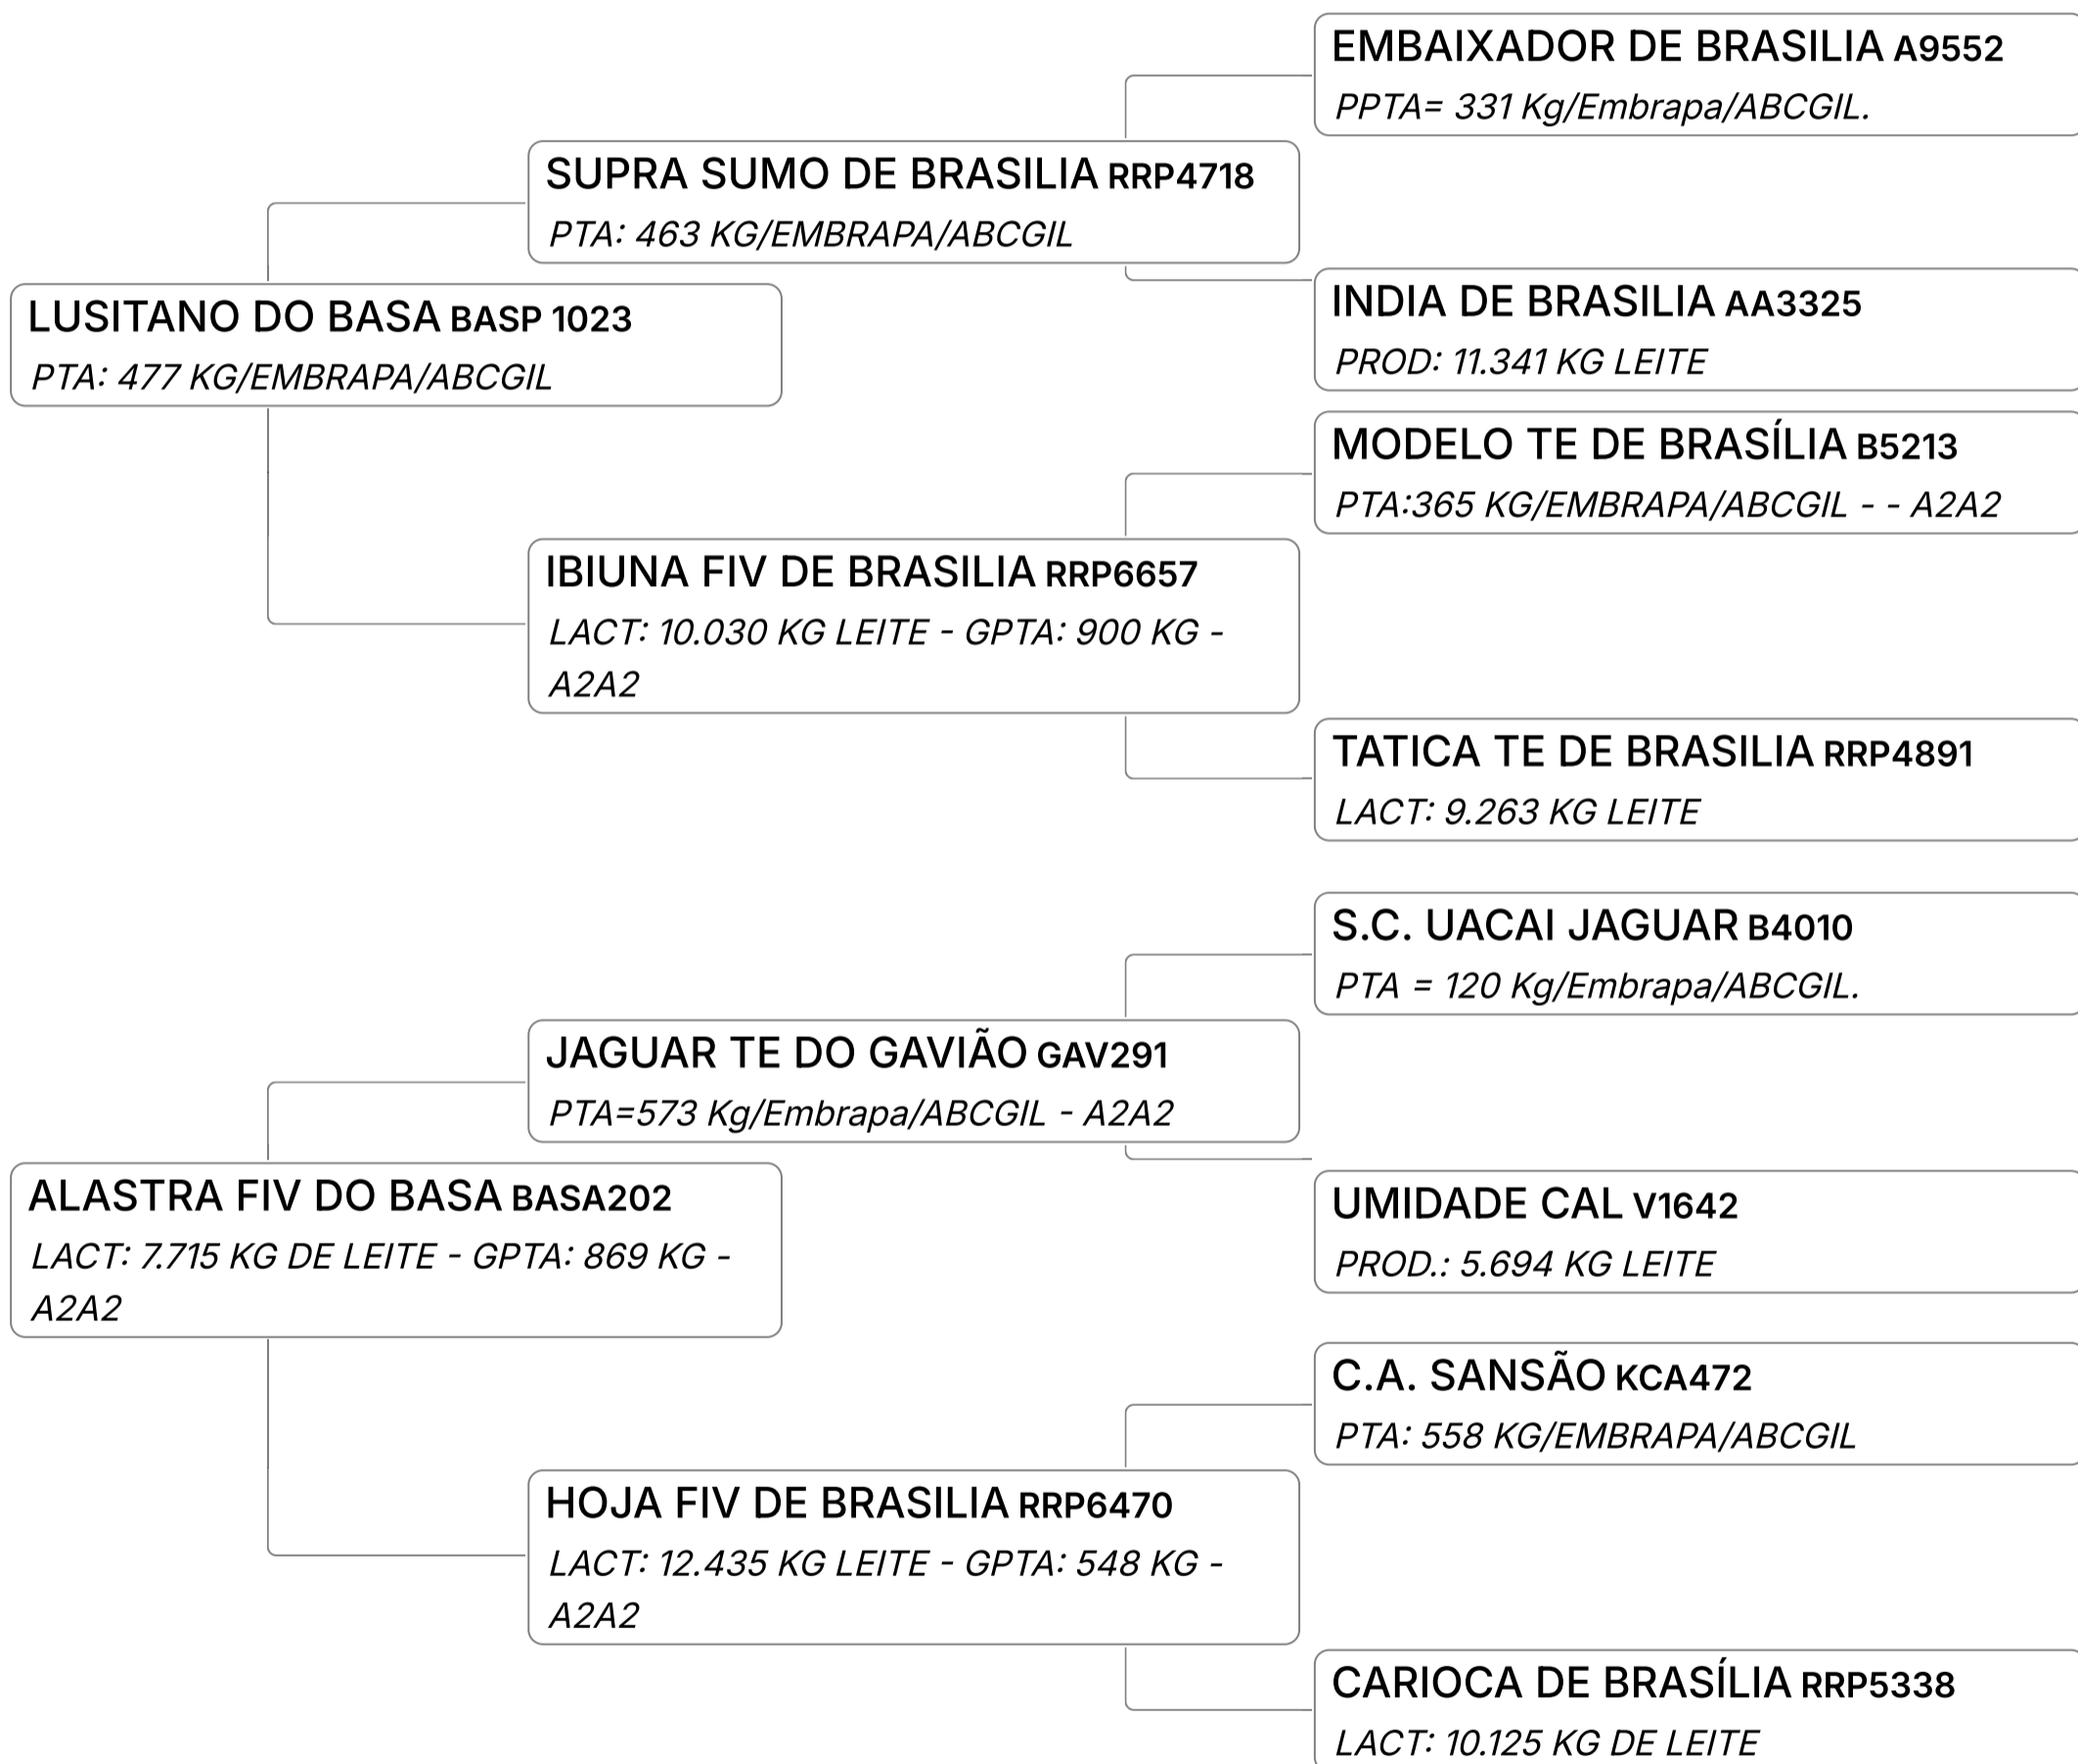 EMBAIXADOR DE BRASILIA A9552
PPTA= 331 Kg/Embrapa/ABCGIL.
SUPRA SUMO DE BRASILIA RRP4718
PTA: 463 KG/EMBRAPA/ABCGIL
INDIA DE BRASILIA AA3325
PROD: 11.341 KG LEITE
LUSITANO DO BASA BASP 1023
PTA: 477 KG/EMBRAPA/ABCGIL
MODELO TE DE BRASÍLIA B5213
PTA:365 KG/EMBRAPA/ABCGIL - - A2A2
IBIUNA FIV DE BRASILIA RRP6657
LACT: 10.030 KG LEITE - GPTA: 900 KG -
A2A2
TATICA TE DE BRASILIA RRP4891
LACT: 9.263 KG LEITE
S.C. UACAI JAGUAR B4010
PTA = 120 Kg/Embrapa/ABCGIL.
JAGUAR TE DO GAVIÃO GAV291
PTA=573 Kg/Embrapa/ABCGIL - A2A2
ALASTRA FIV DO BASA BASA202
LACT: 7.715 KG DE LEITE - GPTA: 869 KG -
A2A2
UMIDADE CAL V1642
PROD.: 5.694 KG LEITE
C.A. SANSÃO KCA472
PTA: 558 KG/EMBRAPA/ABCGIL
HOJA FIV DE BRASILIA RRP6470
LACT: 12.435 KG LEITE - GPTA: 548 KG -
A2A2
CARIOCA DE BRASÍLIA RRP5338
LACT: 10.125 KG DE LEITE